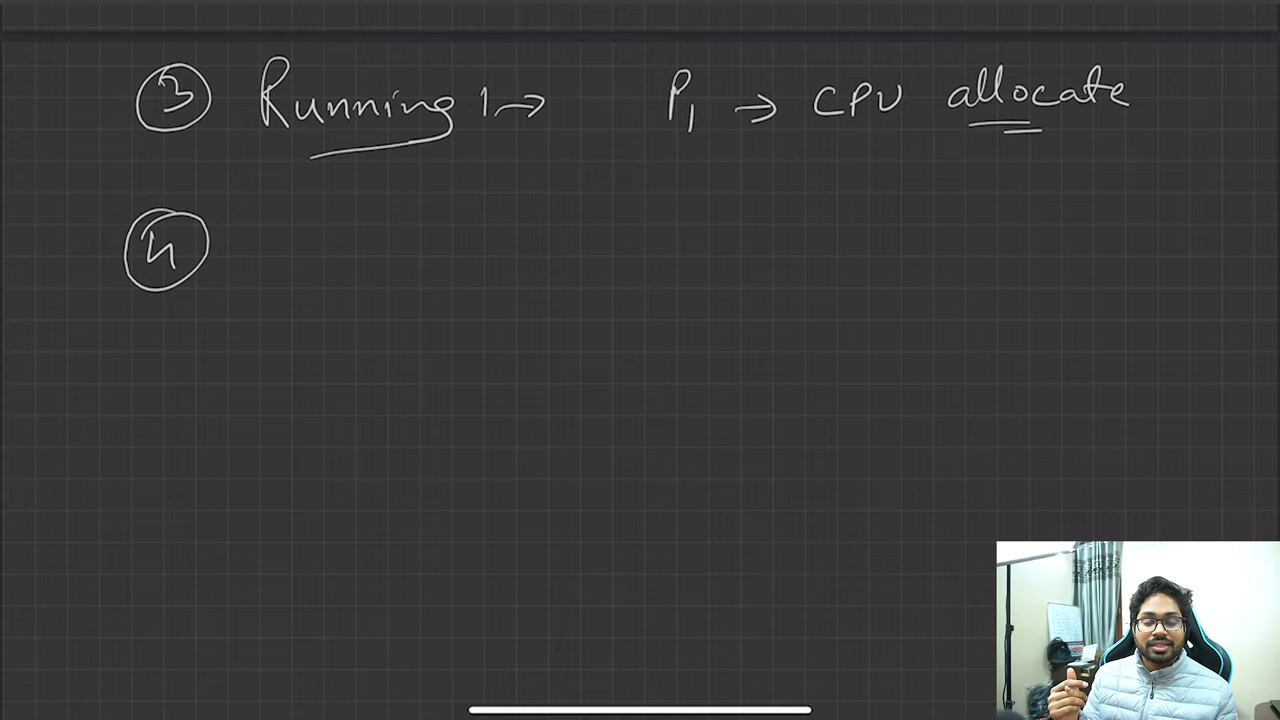 3 Running → P1 → CPU allocate
4